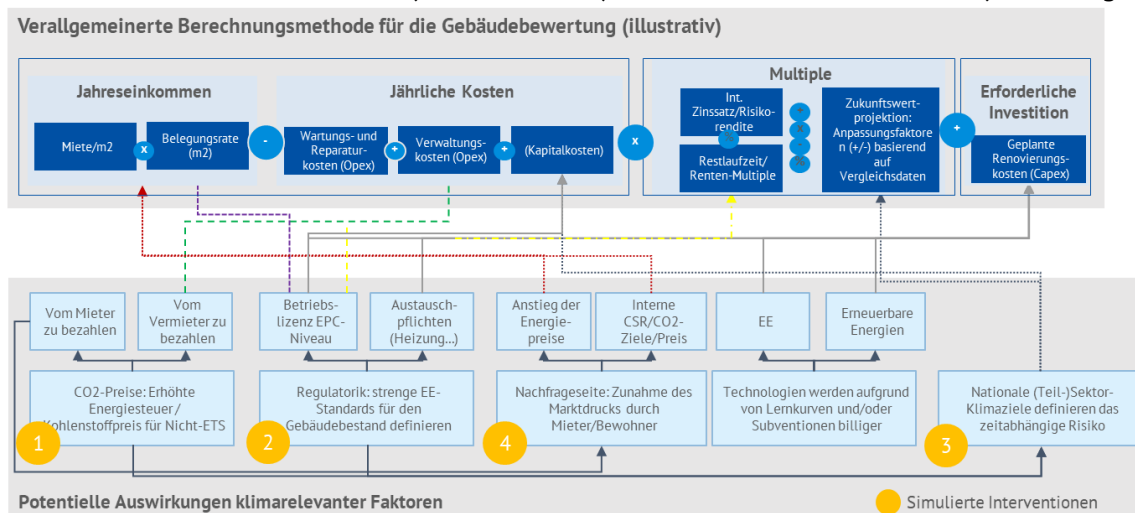 Verallgemeinerte Berechnungsmethode für die Gebäudebewertung (illustrativ)
Jahreseinkommen
Miete/m2
x
Belegungsrate
(m2)
-
Jährliche Kosten
Wartungs- und
Reparatur-
kosten (Opex)
+
Verwaltungs-
kosten (Opex)
+
(Kapitalkosten)
x
Multiple
Int.
Zinssatz/Risiko-
rendite
Restlaufzeit/
Renten-Multiple
Zukunftswert-
projektion:
Anpassungsfaktore
n (+/-) basierend
auf
Vergleichsdaten
+
Erforderliche
Investition
Geplante
Renovierungs-
kosten (Capex)
Vom Mieter
zu bezahlen
Vom
Vermieter zu
bezahlen
Betriebs-
lizenz EPC-
Niveau
Austausch-
pflichten
(Heizung...)
Anstieg der
Energie-
preise
Interne
CSR/CO2-
Ziele/Preis
EE
Erneuerbare
Energien
CO2-Preise: Erhöhte
Energiesteuer/
Kohlenstoffpreis für Nicht-ETS
1
Regulatorik: strenge EE-
Standards für den
Gebäudebestand definieren
2
Nachfrageseite: Zunahme des
Marktdrucks durch
Mieter/Bewohner
4
Technologien werden aufgrund
von Lernkurven und/oder
Subventionen billiger
Nationale (Teil-)Sektor-
Klimaziele definieren das
zeitabhängige Risiko
3
Potentielle Auswirkungen klimarelevanter Faktoren
Simulierte Interventionen